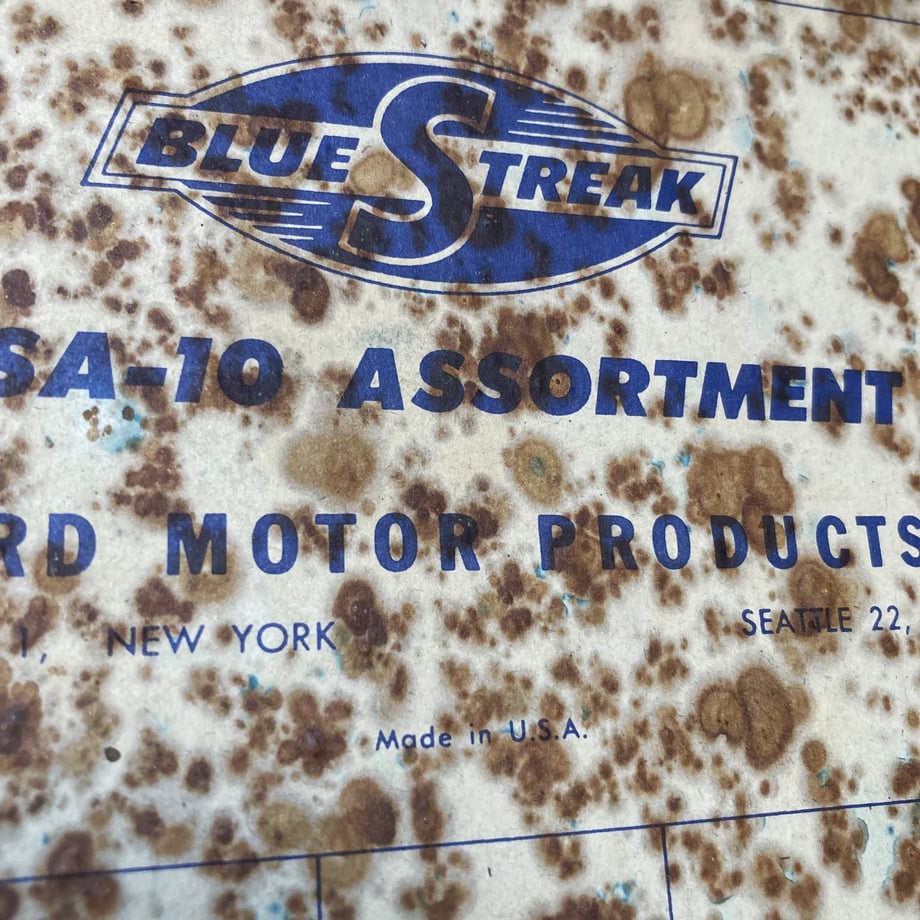 BLUE STREAK
SA-10 ASSORTMENT
RD MOTOR PRODUCTS
1, NEW YORK SEATTLE 22,
Made in U.S.A.